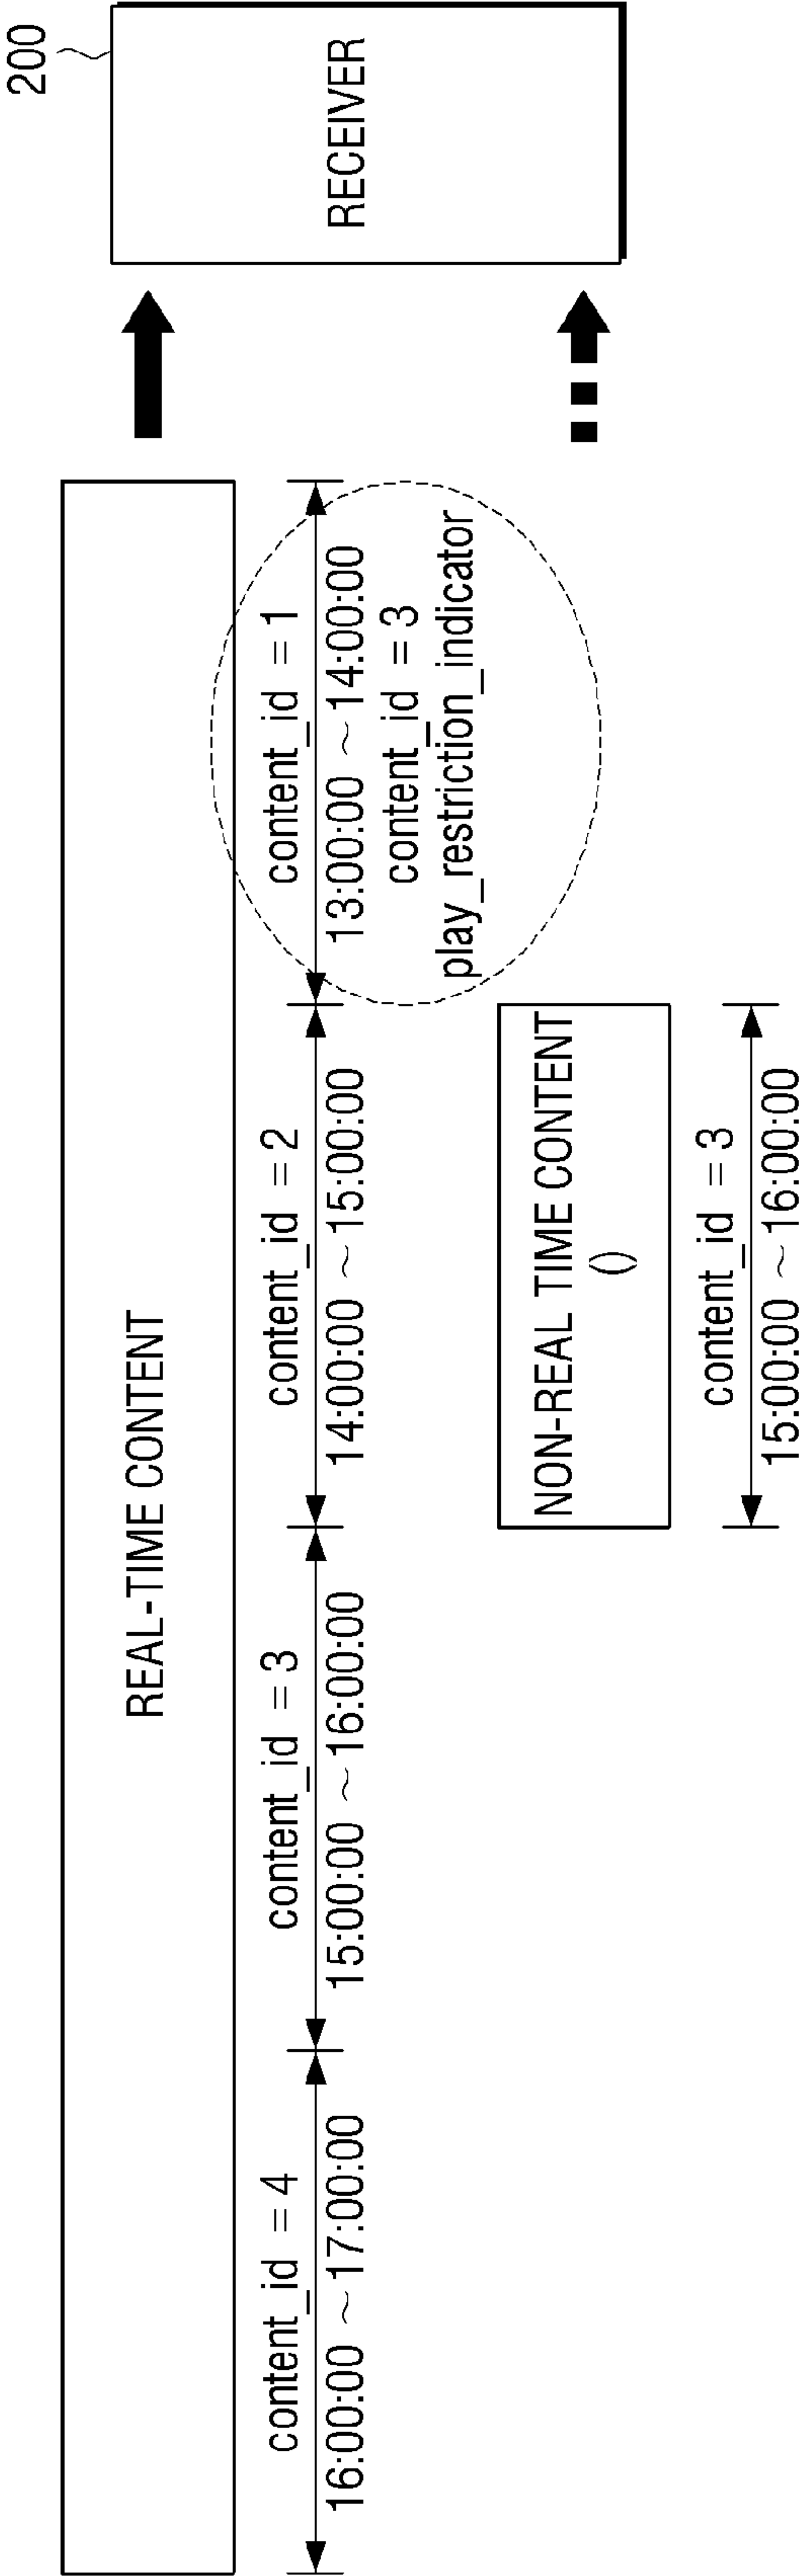 200
RECEIVER
REAL-TIME CONTENT
content_id = 4
16:00:00 ~ 17:00:00
content_id = 3
15:00:00 ~ 16:00:00
content_id = 2
14:00:00 ~ 15:00:00
content_id = 1
13:00:00 ~ 14:00:00
content_id = 3
play_restriction_indicator
NON-REAL TIME CONTENT
()
content_id = 3
15:00:00 ~ 16:00:00